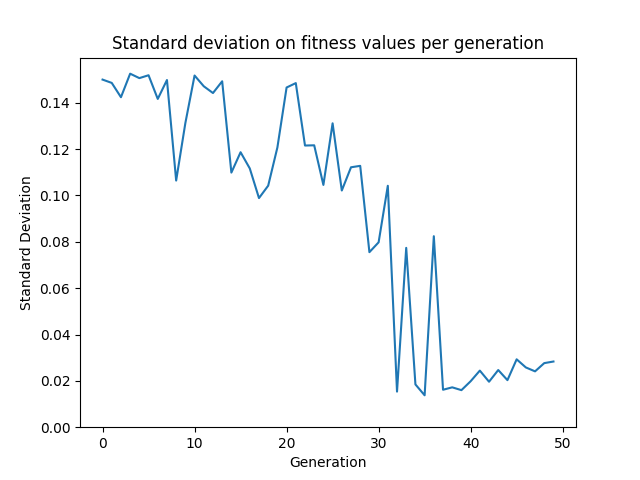 Standard deviation on fitness values per generation
Standard Deviation
0.14
0.12
0.10
0.08
0.06
0.04
0.02
0.00
0 10 20 30 40 50
Generation